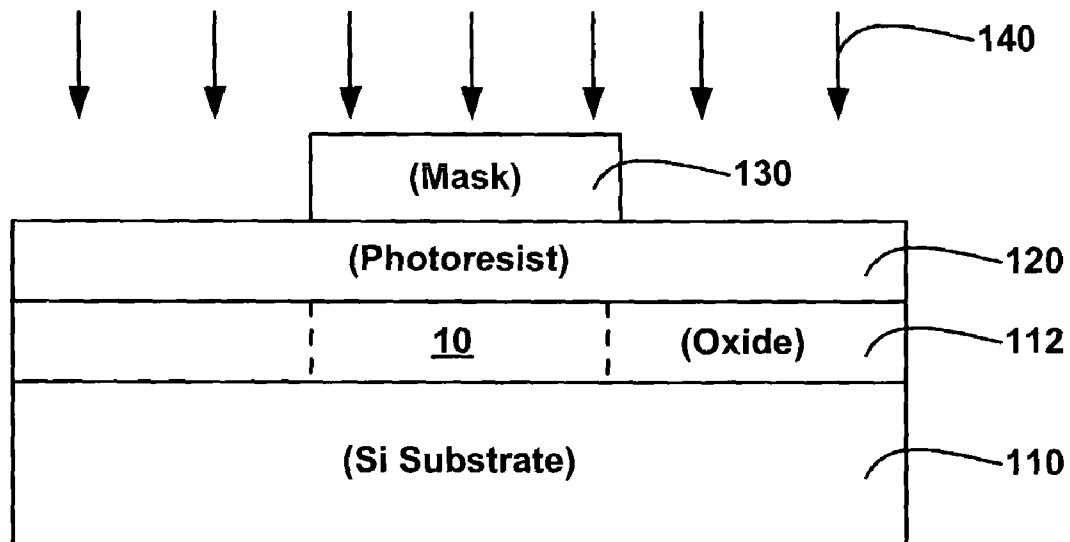 140
(Mask)
130
(Photoresist)
120
10
(Oxide)
112
(Si Substrate)
110